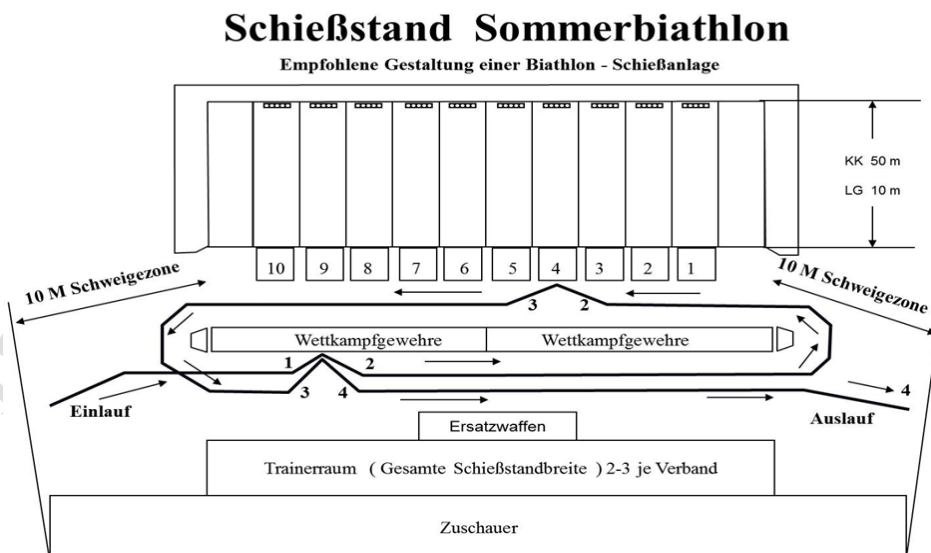 Schießstand Sommerbiathlon
Empfohlene Gestaltung einer Biathlon - Schießanlage
KK 50 m
LG 10 m
10 9 8 7 6 5 4 3 2 1
10 M Schweigezone
10 M Schweigezone
3 2
Wettkampfgewehre Wettkampfgewehre
1 2
3 4
4
Einlauf
Auslauf
Ersatzwaffen
Trainerraum ( Gesamte Schießstandbreite ) 2-3 je Verband
Zuschauer